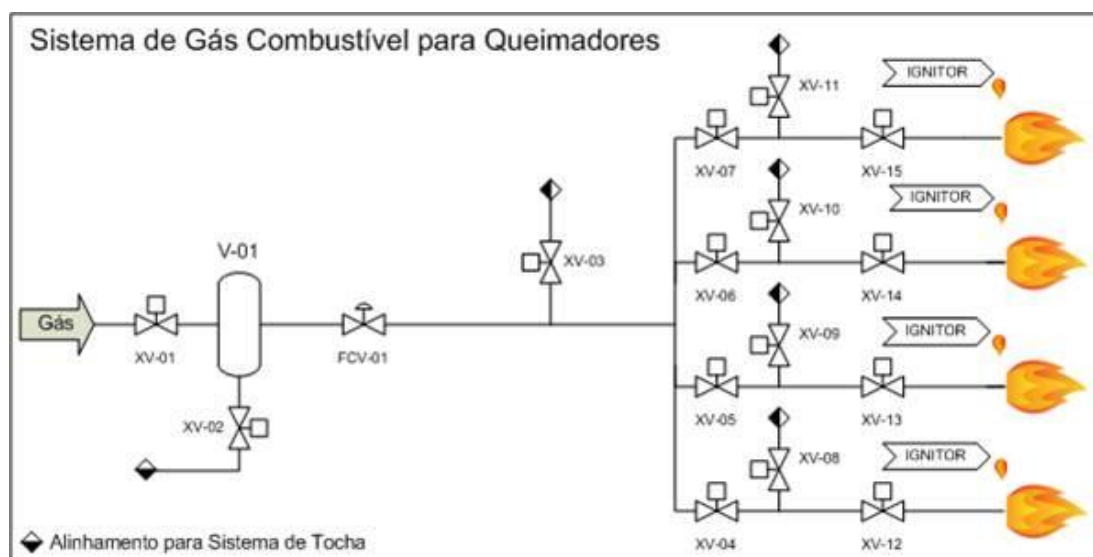 Sistema de Gás Combustível para Queimadores
IGNITOR
XV-11
XV-07
XV-15
IGNITOR
XV-10
XV-03
V-01
XV-06
XV-14
Gás
IGNITOR
XV-09
XV-01
FCV-01
XV-05
XV-13
XV-02
IGNITOR
XV-08
Alinhamento para Sistema de Tocha
XV-04
XV-12